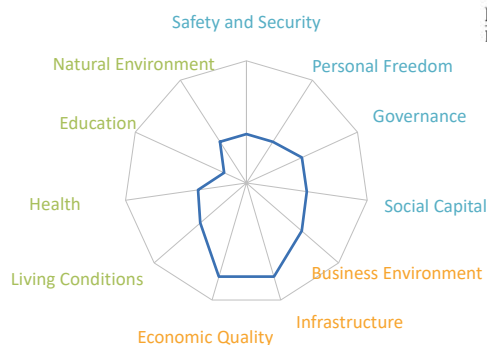 Safety and Security
Natural Environment
Personal Freedom
Education
Governance
Health
Social Capital
Living Conditions
Business Environment
Economic Quality
Infrastructure